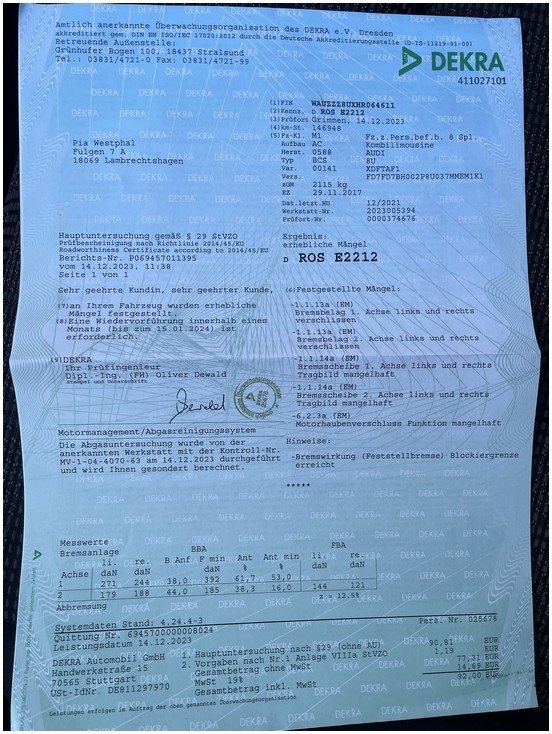 Amtlich anerkannte Überwachungsorganisation des DEKRA e.V. Dresden
akkreditiert gem. DIN EN ISO/IEC 17020:2012 durch die Deutsche Akkreditierungsstelle (D-IS-11219-01-00)
Betreuende Außenstelle:
Grünhufer Bogen 100, 18437 Stralsund
Tel.: 03831/4721-0 Fax: 03831/4721-99
DEKRA
411027101
(1)FIN WAUZZZ8UXHR064611
(2)Kennz. D ROS E2212
(3)Prüfort Grimmen, 14.12.2023
(4)km-St. 146948
(5)Fz-Kl. M1 Fz.z.Pers.bef.b. 8 Spl.
Aufbau AC Kombilimousine
Herst. 0588 AUDI
Typ BCS 8U
Var. 00141 XDFTAF1
Vers. FD7FD7BH002P8U037MMEM1K1
zGM 2115 kg
EZ 29.11.2017
Dat.letzt.HU 12/2021
Werkstatt-Nr. 2023005394
Prüfort-Nr. 0000374676
Pia Westphal
Fulgen 7 A
18069 Lambrechtshagen
Hauptuntersuchung gemäß § 29 StVZO
Prüfbescheinigung nach Richtlinie 2014/45/EU
Roadworthiness Certificate according to 2014/45/EU
Berichts-Nr. P069457011395
vom 14.12.2023, 11:38
Seite 1 von 1
Ergebnis:
erhebliche Mängel
D ROS E2212
Sehr geehrte Kundin, sehr geehrter Kunde,
(7)an Ihrem Fahrzeug wurden erhebliche
Mängel festgestellt.
(8)Eine Wiedervorführung innerhalb eines
Monats (bis zum 15.01.2024) ist
erforderlich.
(9)DEKRA
Ihr Prüfingenieur
Dipl.-Ing. (FH) Oliver Dewald
Stempel und Unterschrift
(6)Festgestellte Mängel:
-1.1.13a (EM)
Bremsbelag 1. Achse links und rechts
verschlissen
-1.1.13a (EM)
Bremsbelag 2. Achse links und rechts
verschlissen
-1.1.14a (EM)
Bremsscheibe 1. Achse links und rechts
Tragbild mangelhaft
-1.1.14a (EM)
Bremsscheibe 2. Achse links und rechts
Tragbild mangelhaft
-6.2.3a (EM)
Motorhaubenverschluss Funktion mangelhaft
Hinweise:
-Bremswirkung (Feststellbremse) Blockiergrenze
erreicht
*****
Motormanagement/Abgasreinigungssystem
Die Abgasuntersuchung wurde von der
anerkannten Werkstatt mit der Kontroll-Nr.
MV-1-04-4070-63 am 14.12.2023 durchgeführt
und wird Ihnen gesondert berechnet.
Messwerte
Bremsanlage BBA FBA
li. re. B Anf F min Ant Ant min li. re.
Achse daN daN daN % % daN daN
1 271 244 38,0 392 61,7 53,0
2 179 188 44,0 185 38,3 16,0 144 121
Abbremsung z = 12.5%
Systemdaten Stand: 4.24.4-3 Pers. Nr. 025678
Quittung Nr. 6945700000008024
Leistungsdatum 14.12.2023
DEKRA Automobil GmbH 1. Hauptuntersuchung nach §29 (ohne AU) 90,81 EUR
Handwerkstraße 15 2. Vorgaben nach Nr.1 Anlage VIIIa StVZO 1,19 EUR
70565 Stuttgart Gesamtbetrag ohne MwSt 77,31 EUR
USt-IdNr. DE811297970 MwSt 19% 14,69 EUR
Gesamtbetrag inkl. MwSt 92,00 EUR
Leistungen erfolgen im Auftrag der oben genannten Überwachungsorganisation